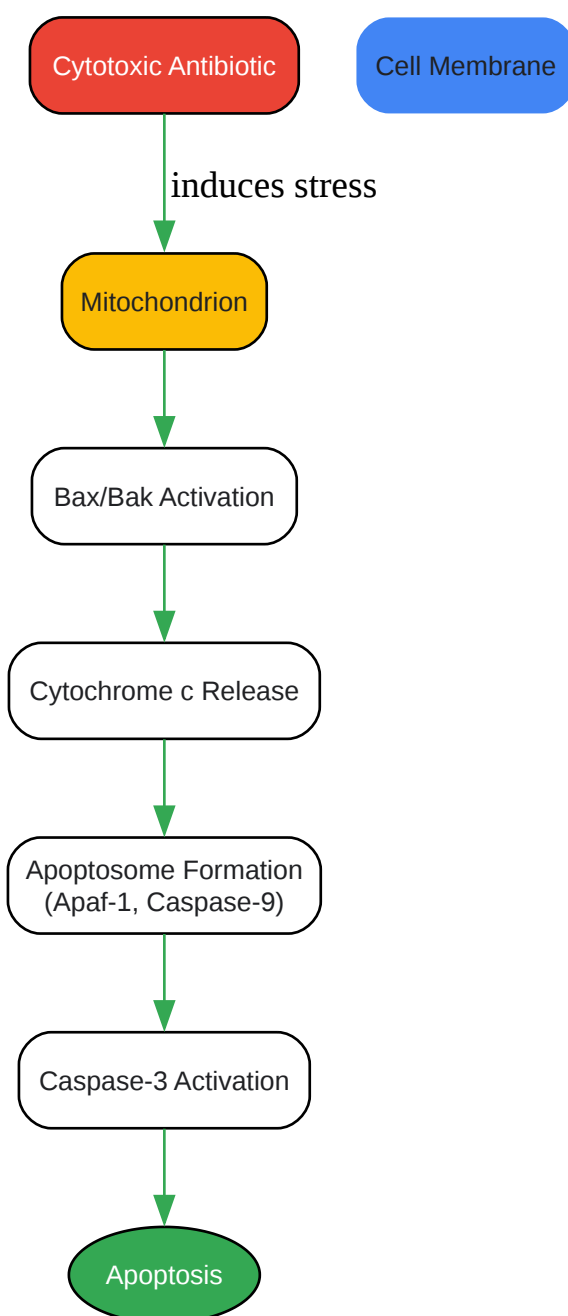 Cytotoxic Antibiotic
Cell Membrane
induces stress
Mitochondrion
Bax/Bak Activation
Cytochrome c Release
Apoptosome Formation
(Apaf-1, Caspase-9)
Caspase-3 Activation
Apoptosis